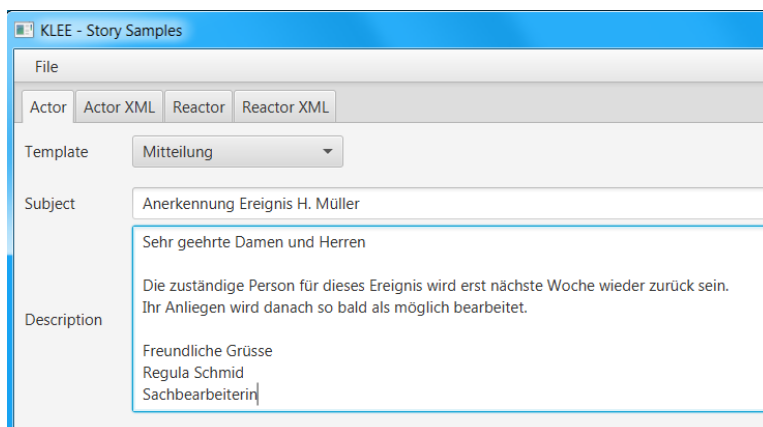 KLEE - Story Samples
File
Actor Actor XML Reactor Reactor XML
Template Mitteilung
Subject Anerkennung Ereignis H. Müller
Description
Sehr geehrte Damen und Herren
Die zuständige Person für dieses Ereignis wird erst nächste Woche wieder zurück sein.
Ihr Anliegen wird danach so bald als möglich bearbeitet.
Freundliche Grüsse
Regula Schmid
Sachbearbeiterin